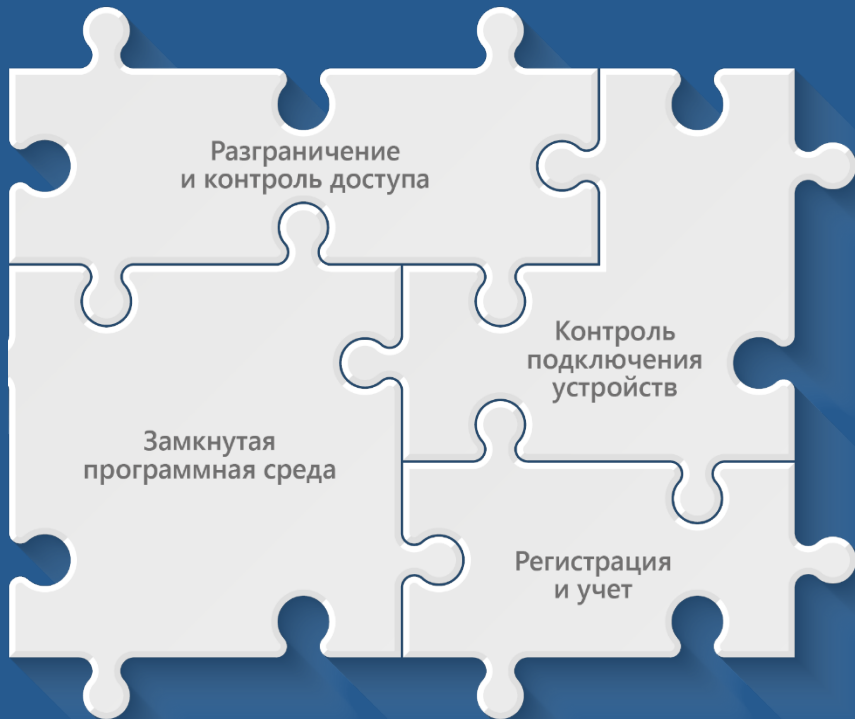 Разграничение
и контроль доступа
Контроль
подключения
устройств
Замкнутая
программная среда
Регистрация
и учет